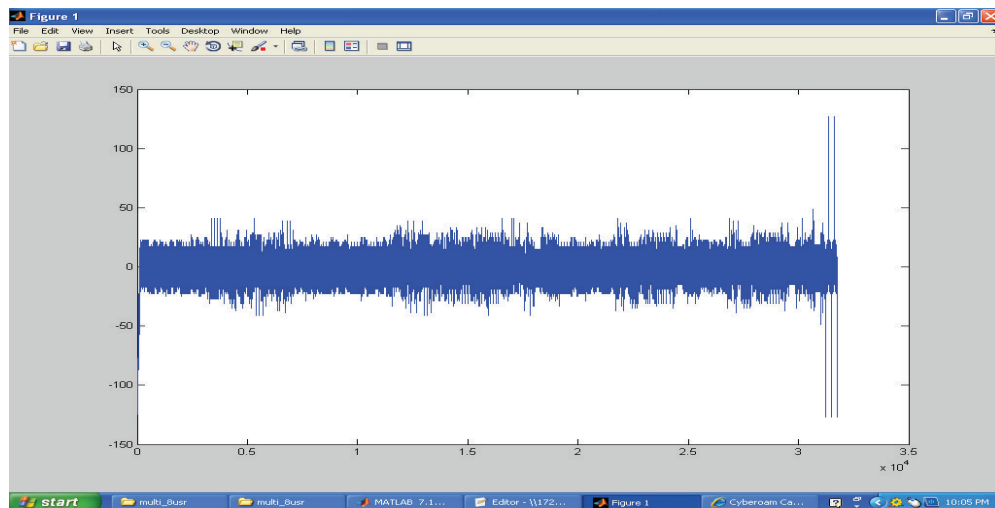 Figure 1
File Edit View Insert Tools Desktop Window Help
150
100
50
0
-50
-100
-150
0 0.5 1 1.5 2 2.5 3 3.5
× 10⁴
start multi_8usr multi_8usr MATLAB 7.1... Editor - \\172... Figure 1 Cyberoam Ca... 10:05 PM